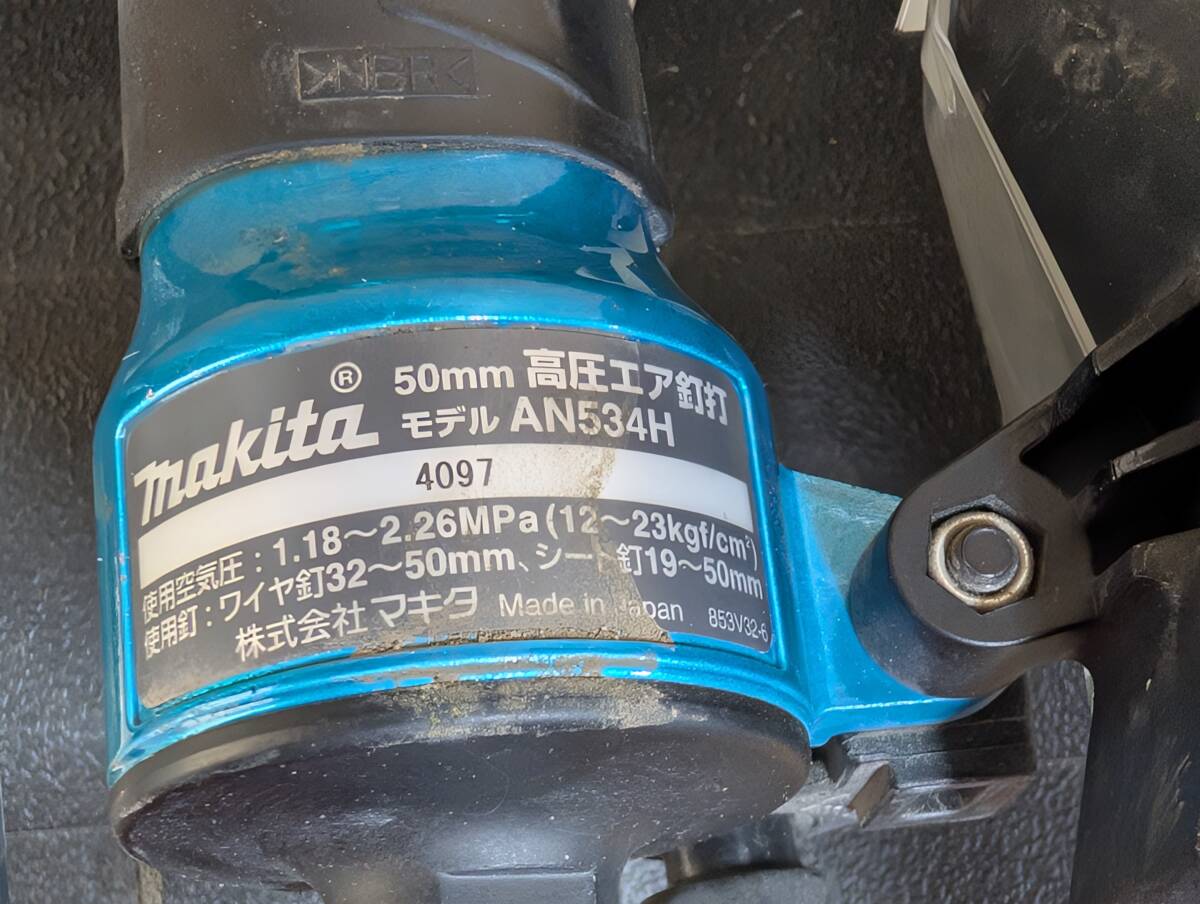 >NBR<
makita®
50mm 高圧エア釘打
モデル AN534H
4097
使用空気圧：1.18～2.26MPa(12～23kgf/cm²)
使用釘：ワイヤ釘32～50mm、シート釘19～50mm
株式会社 マキタ Made in Japan 853V32-6